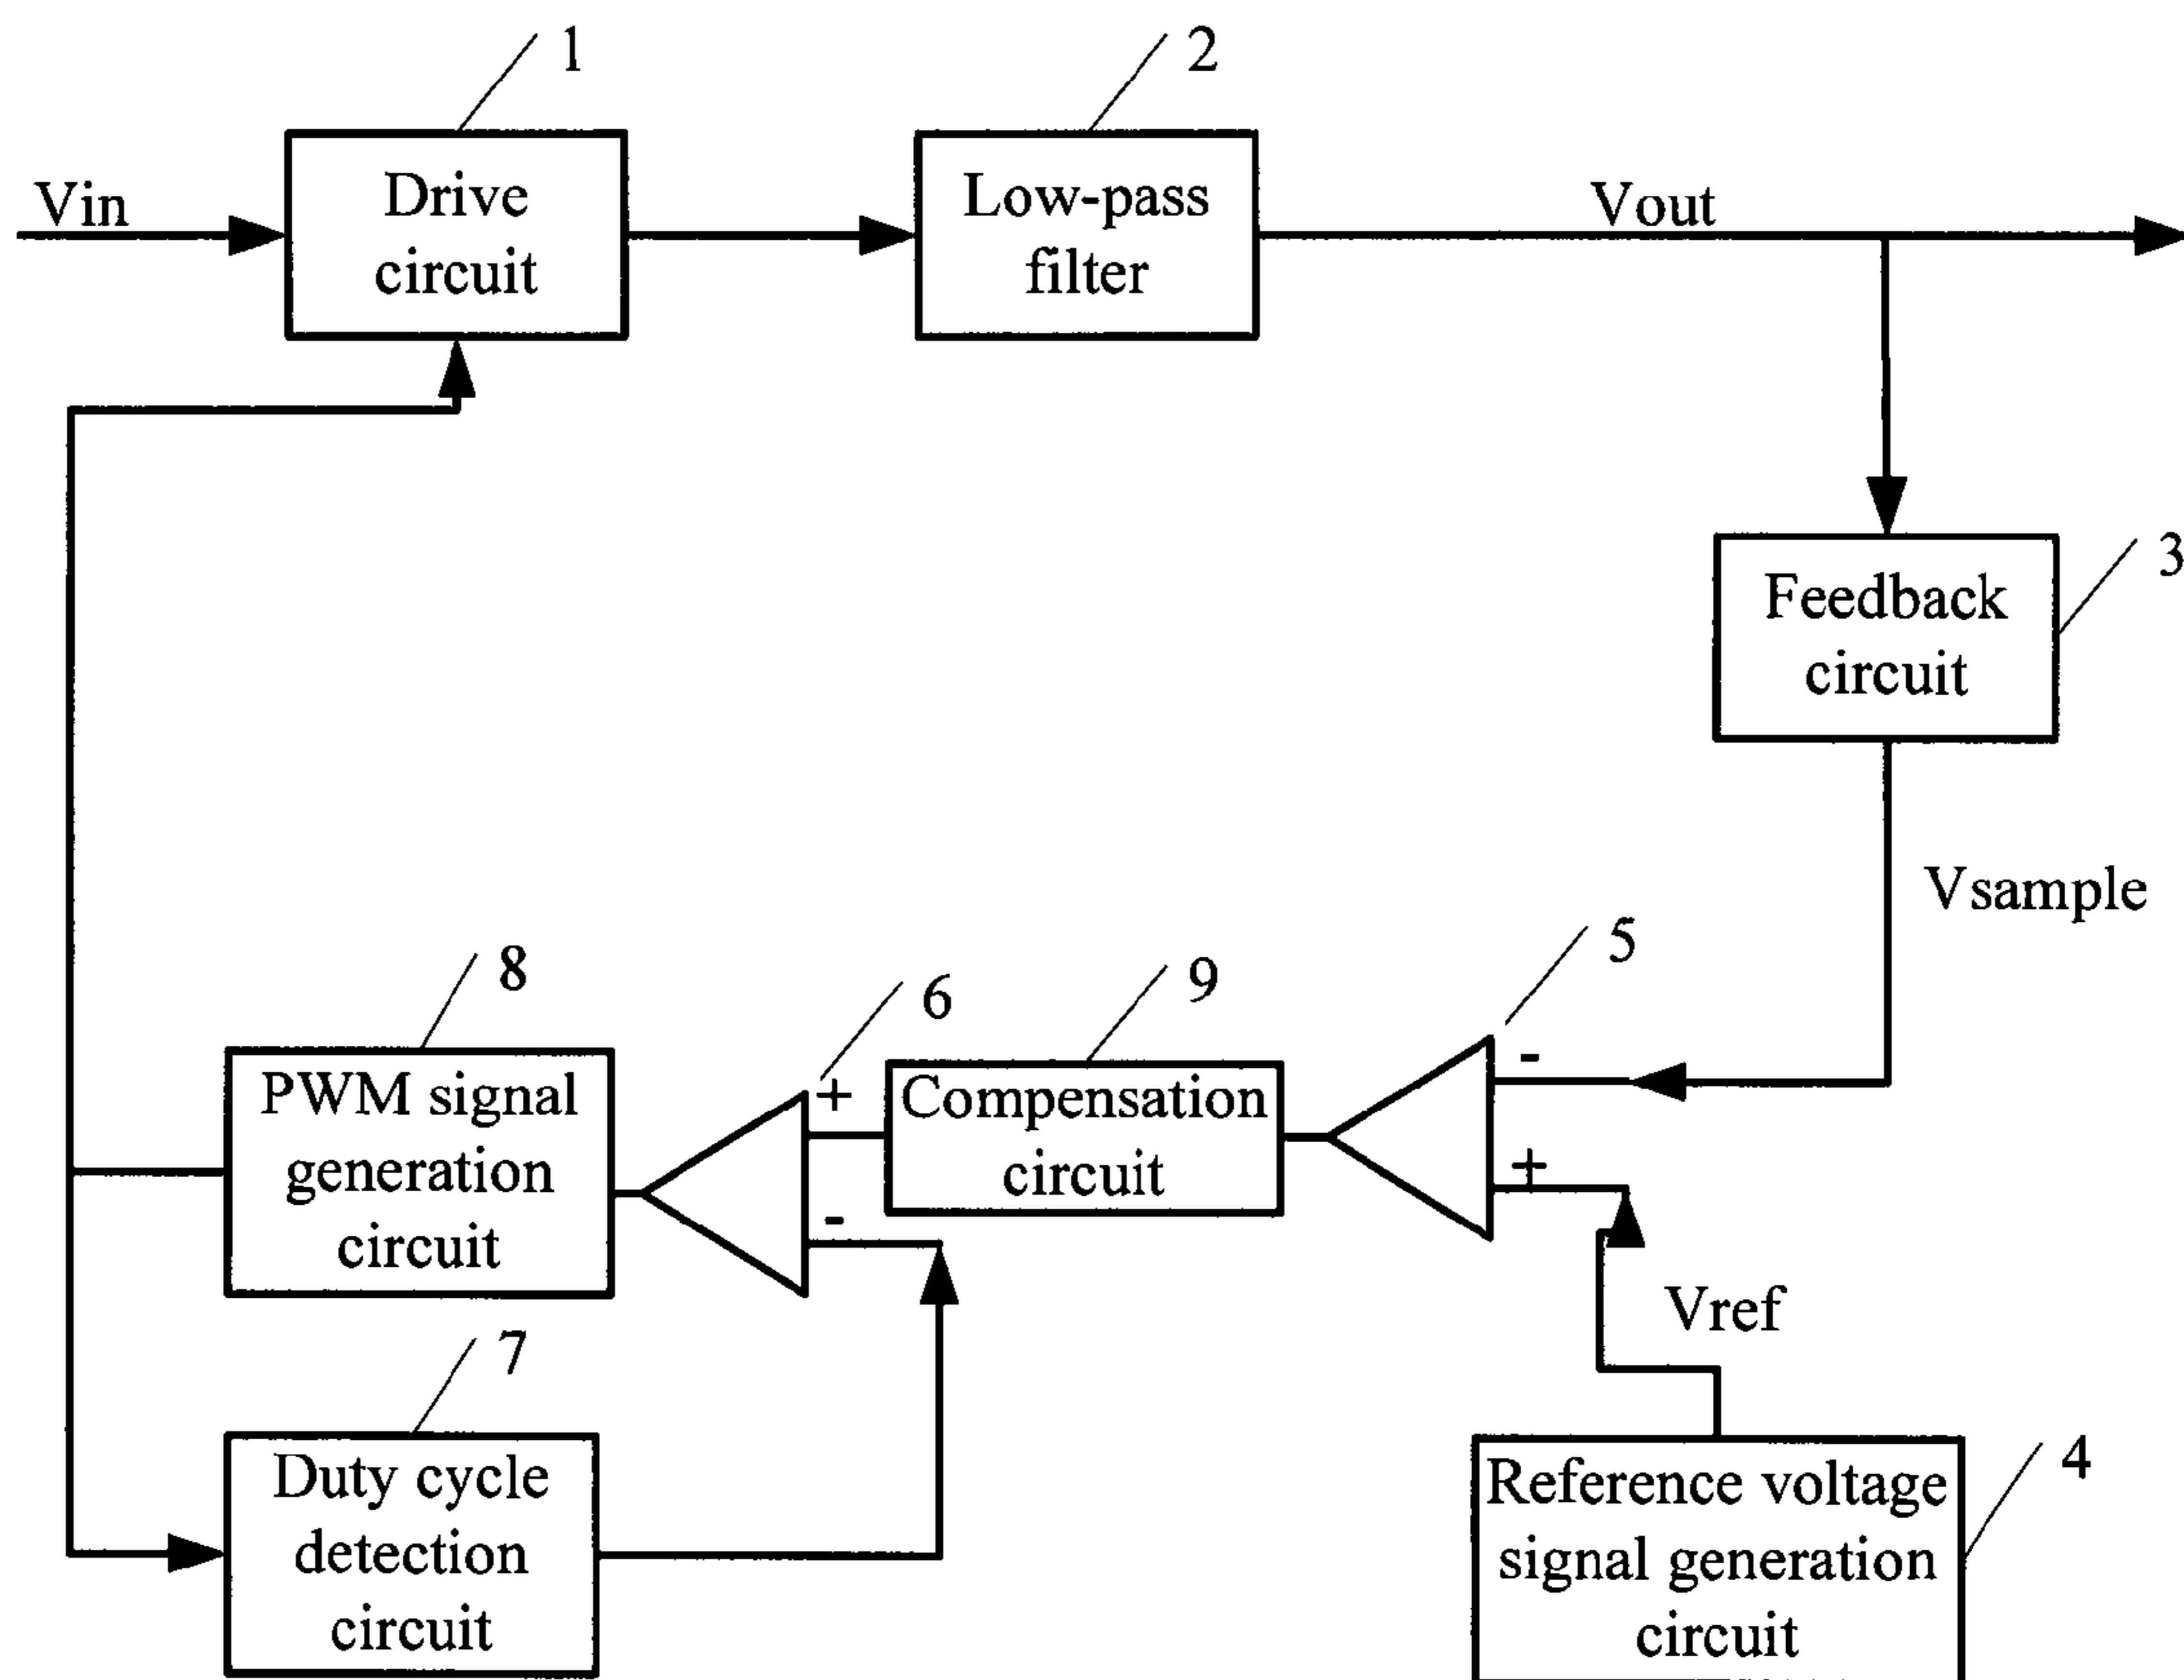 1
2
Vin
Drive
circuit
Low-pass
filter
Vout
3
Feedback
circuit
Vsample
5
8
6
9
PWM signal
generation
circuit
+
-
Compensation
circuit
-
+
Vref
7
Duty cycle
detection
circuit
4
Reference voltage
signal generation
circuit